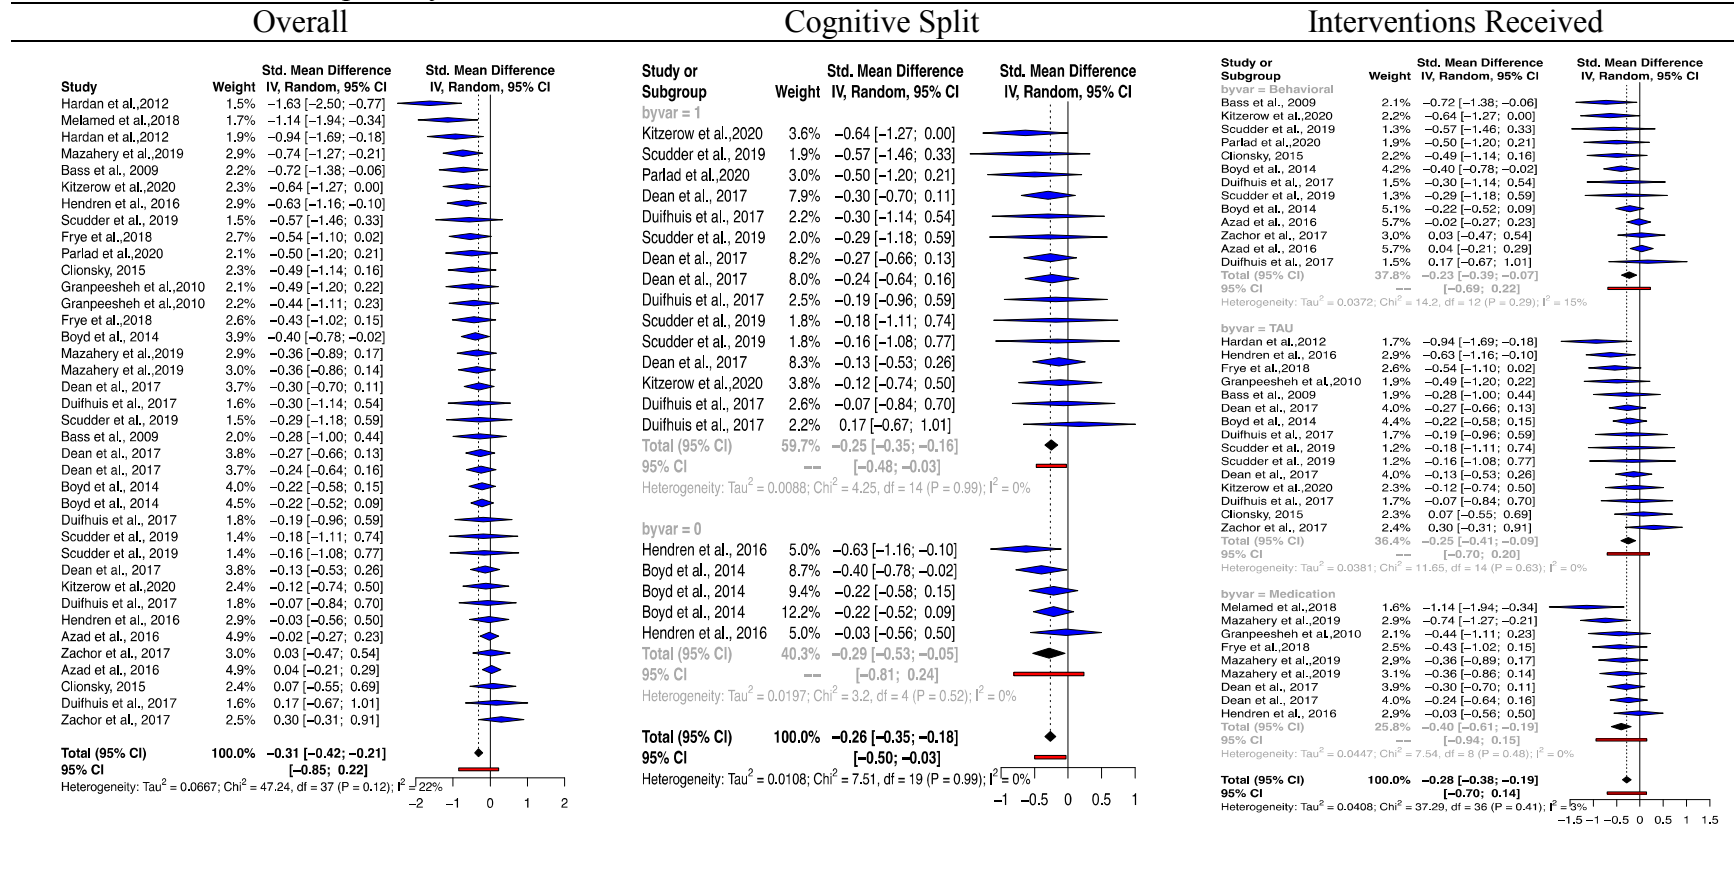 Overall
Std. Mean Difference Std. Mean Difference
Study Weight IV, Random, 95% CI IV, Random, 95% CI
Hardan et al.,2012 1.5% −1.63 [−2.50; −0.77]
Melamed et al.,2018 1.7% −1.14 [−1.94; −0.34]
Hardan et al.,2012 1.9% −0.94 [−1.69; −0.18]
Mazahery et al.,2019 2.9% −0.74 [−1.27; −0.21]
Bass et al., 2009 2.2% −0.72 [−1.38; −0.06]
Kitzerow et al.,2020 2.3% −0.64 [−1.27; 0.00]
Hendren et al., 2016 2.9% −0.63 [−1.16; −0.10]
Scudder et al., 2019 1.5% −0.57 [−1.46; 0.33]
Frye et al.,2018 2.7% −0.54 [−1.10; 0.02]
Parlad et al.,2020 2.1% −0.50 [−1.20; 0.21]
Clionsky, 2015 2.3% −0.49 [−1.14; 0.16]
Granpeesheh et al.,2010 2.1% −0.49 [−1.20; 0.22]
Granpeesheh et al.,2010 2.2% −0.44 [−1.11; 0.23]
Frye et al.,2018 2.6% −0.43 [−1.02; 0.15]
Boyd et al., 2014 3.9% −0.40 [−0.78; −0.02]
Mazahery et al.,2019 2.9% −0.36 [−0.89; 0.17]
Mazahery et al.,2019 3.0% −0.36 [−0.86; 0.14]
Dean et al., 2017 3.7% −0.30 [−0.70; 0.11]
Duifhuis et al., 2017 1.6% −0.30 [−1.14; 0.54]
Scudder et al., 2019 1.5% −0.29 [−1.18; 0.59]
Bass et al., 2009 2.0% −0.28 [−1.00; 0.44]
Dean et al., 2017 3.8% −0.27 [−0.66; 0.13]
Dean et al., 2017 3.7% −0.24 [−0.64; 0.16]
Boyd et al., 2014 4.0% −0.22 [−0.58; 0.15]
Boyd et al., 2014 4.5% −0.22 [−0.52; 0.09]
Duifhuis et al., 2017 1.8% −0.19 [−0.96; 0.59]
Scudder et al., 2019 1.4% −0.18 [−1.11; 0.74]
Scudder et al., 2019 1.4% −0.16 [−1.08; 0.77]
Dean et al., 2017 3.8% −0.13 [−0.53; 0.26]
Kitzerow et al.,2020 2.4% −0.12 [−0.74; 0.50]
Duifhuis et al., 2017 1.8% −0.07 [−0.84; 0.70]
Hendren et al., 2016 2.9% −0.03 [−0.56; 0.50]
Azad et al., 2016 4.9% −0.02 [−0.27; 0.23]
Zachor et al., 2017 3.0% 0.03 [−0.47; 0.54]
Azad et al., 2016 4.9% 0.04 [−0.21; 0.29]
Clionsky, 2015 2.4% 0.07 [−0.55; 0.69]
Duifhuis et al., 2017 1.6% 0.17 [−0.67; 1.01]
Zachor et al., 2017 2.5% 0.30 [−0.31; 0.91]
Total (95% CI) 100.0% −0.31 [−0.42; −0.21]
95% CI [−0.85; 0.22]
Heterogeneity: Tau² = 0.0667; Chi² = 47.24, df = 37 (P = 0.12); I² = 22%
−2 −1 0 1 2
Cognitive Split
Study or Std. Mean Difference Std. Mean Difference
Subgroup Weight IV, Random, 95% CI IV, Random, 95% CI
byvar = 1
Kitzerow et al.,2020 3.6% −0.64 [−1.27; 0.00]
Scudder et al., 2019 1.9% −0.57 [−1.46; 0.33]
Parlad et al.,2020 3.0% −0.50 [−1.20; 0.21]
Dean et al., 2017 7.9% −0.30 [−0.70; 0.11]
Duifhuis et al., 2017 2.2% −0.30 [−1.14; 0.54]
Scudder et al., 2019 2.0% −0.29 [−1.18; 0.59]
Dean et al., 2017 8.2% −0.27 [−0.66; 0.13]
Dean et al., 2017 8.2% −0.24 [−0.64; 0.16]
Duifhuis et al., 2017 2.5% −0.19 [−0.96; 0.59]
Scudder et al., 2019 1.8% −0.18 [−1.11; 0.74]
Scudder et al., 2019 1.8% −0.16 [−1.08; 0.77]
Dean et al., 2017 8.3% −0.13 [−0.53; 0.26]
Kitzerow et al.,2020 3.8% −0.12 [−0.74; 0.50]
Duifhuis et al., 2017 2.6% −0.07 [−0.84; 0.70]
Duifhuis et al., 2017 2.2% 0.17 [−0.67; 1.01]
Total (95% CI) 59.7% −0.25 [−0.35; −0.16]
95% CI −− [−0.48; −0.03]
Heterogeneity: Tau² = 0.0088; Chi² = 4.25, df = 14 (P = 0.99); I² = 0%
byvar = 0
Hendren et al., 2016 5.0% −0.63 [−1.16; −0.10]
Boyd et al., 2014 8.7% −0.40 [−0.78; −0.02]
Boyd et al., 2014 9.4% −0.22 [−0.58; 0.15]
Boyd et al., 2014 12.2% −0.22 [−0.52; 0.09]
Hendren et al., 2016 5.0% −0.03 [−0.56; 0.50]
Total (95% CI) 40.3% −0.29 [−0.53; −0.05]
95% CI −− [−0.81; 0.24]
Heterogeneity: Tau² = 0.0197; Chi² = 3.2, df = 4 (P = 0.52); I² = 0%
Total (95% CI) 100.0% −0.26 [−0.35; −0.18]
95% CI [−0.50; −0.03]
Heterogeneity: Tau² = 0.0108; Chi² = 7.51, df = 19 (P = 0.99); I² = 0%
−1 −0.5 0 0.5 1
Interventions Received
Study or Std. Mean Difference Std. Mean Difference
Subgroup Weight IV, Random, 95% CI IV, Random, 95% CI
byvar = Behavioral
Bass et al., 2009 2.1% −0.72 [−1.38; −0.06]
Kitzerow et al.,2020 2.2% −0.64 [−1.27; 0.00]
Scudder et al., 2019 1.3% −0.57 [−1.46; 0.33]
Parlad et al.,2020 1.9% −0.50 [−1.20; 0.21]
Clionsky, 2015 2.2% −0.49 [−1.14; 0.16]
Boyd et al., 2014 4.2% −0.40 [−0.78; −0.02]
Duifhuis et al., 2017 1.5% −0.30 [−1.14; 0.54]
Scudder et al., 2019 1.3% −0.29 [−1.18; 0.59]
Boyd et al., 2014 5.1% −0.22 [−0.52; 0.09]
Azad et al., 2016 5.7% −0.02 [−0.27; 0.23]
Zachor et al., 2017 3.0% 0.03 [−0.47; 0.54]
Azad et al., 2016 5.7% 0.04 [−0.21; 0.29]
Duifhuis et al., 2017 1.5% 0.17 [−0.67; 1.01]
Total (95% CI) 37.8% −0.23 [−0.39; −0.07]
95% CI −− [−0.69; 0.22]
Heterogeneity: Tau² = 0.0372; Chi² = 14.2, df = 12 (P = 0.29); I² = 15%
byvar = TAU
Hardan et al.,2012 1.7% −0.94 [−1.69; −0.18]
Hendren et al., 2016 2.9% −0.63 [−1.16; −0.10]
Frye et al.,2018 2.6% −0.54 [−1.10; 0.02]
Granpeesheh et al.,2010 1.9% −0.49 [−1.20; 0.22]
Bass et al., 2009 1.9% −0.28 [−1.00; 0.44]
Dean et al., 2017 4.0% −0.27 [−0.66; 0.13]
Boyd et al., 2014 4.4% −0.22 [−0.58; 0.15]
Duifhuis et al., 2017 1.7% −0.19 [−0.96; 0.59]
Scudder et al., 2019 1.2% −0.18 [−1.11; 0.74]
Scudder et al., 2019 1.2% −0.16 [−1.08; 0.77]
Dean et al., 2017 4.0% −0.13 [−0.53; 0.26]
Kitzerow et al.,2020 2.3% −0.12 [−0.74; 0.50]
Duifhuis et al., 2017 1.7% −0.07 [−0.84; 0.70]
Clionsky, 2015 2.3% 0.07 [−0.55; 0.69]
Zachor et al., 2017 2.4% 0.30 [−0.31; 0.91]
Total (95% CI) 36.4% −0.25 [−0.41; −0.09]
95% CI −− [−0.70; 0.20]
Heterogeneity: Tau² = 0.0381; Chi² = 11.65, df = 14 (P = 0.63); I² = 0%
byvar = Medication
Melamed et al.,2018 1.6% −1.14 [−1.94; −0.34]
Mazahery et al.,2019 2.9% −0.74 [−1.27; −0.21]
Granpeesheh et al.,2010 2.1% −0.44 [−1.11; 0.23]
Frye et al.,2018 2.5% −0.43 [−1.02; 0.15]
Mazahery et al.,2019 2.9% −0.36 [−0.89; 0.17]
Mazahery et al.,2019 3.1% −0.36 [−0.86; 0.14]
Dean et al., 2017 3.9% −0.30 [−0.70; 0.11]
Dean et al., 2017 4.0% −0.24 [−0.64; 0.16]
Hendren et al., 2016 2.9% −0.03 [−0.56; 0.50]
Total (95% CI) 25.8% −0.40 [−0.61; −0.19]
95% CI −− [−0.94; 0.15]
Heterogeneity: Tau² = 0.0447; Chi² = 7.54, df = 8 (P = 0.48); I² = 0%
Total (95% CI) 100.0% −0.28 [−0.38; −0.19]
95% CI [−0.70; 0.14]
Heterogeneity: Tau² = 0.0408; Chi² = 37.29, df = 36 (P = 0.41); I² = 3%
−1.5 −1 −0.5 0 0.5 1 1.5